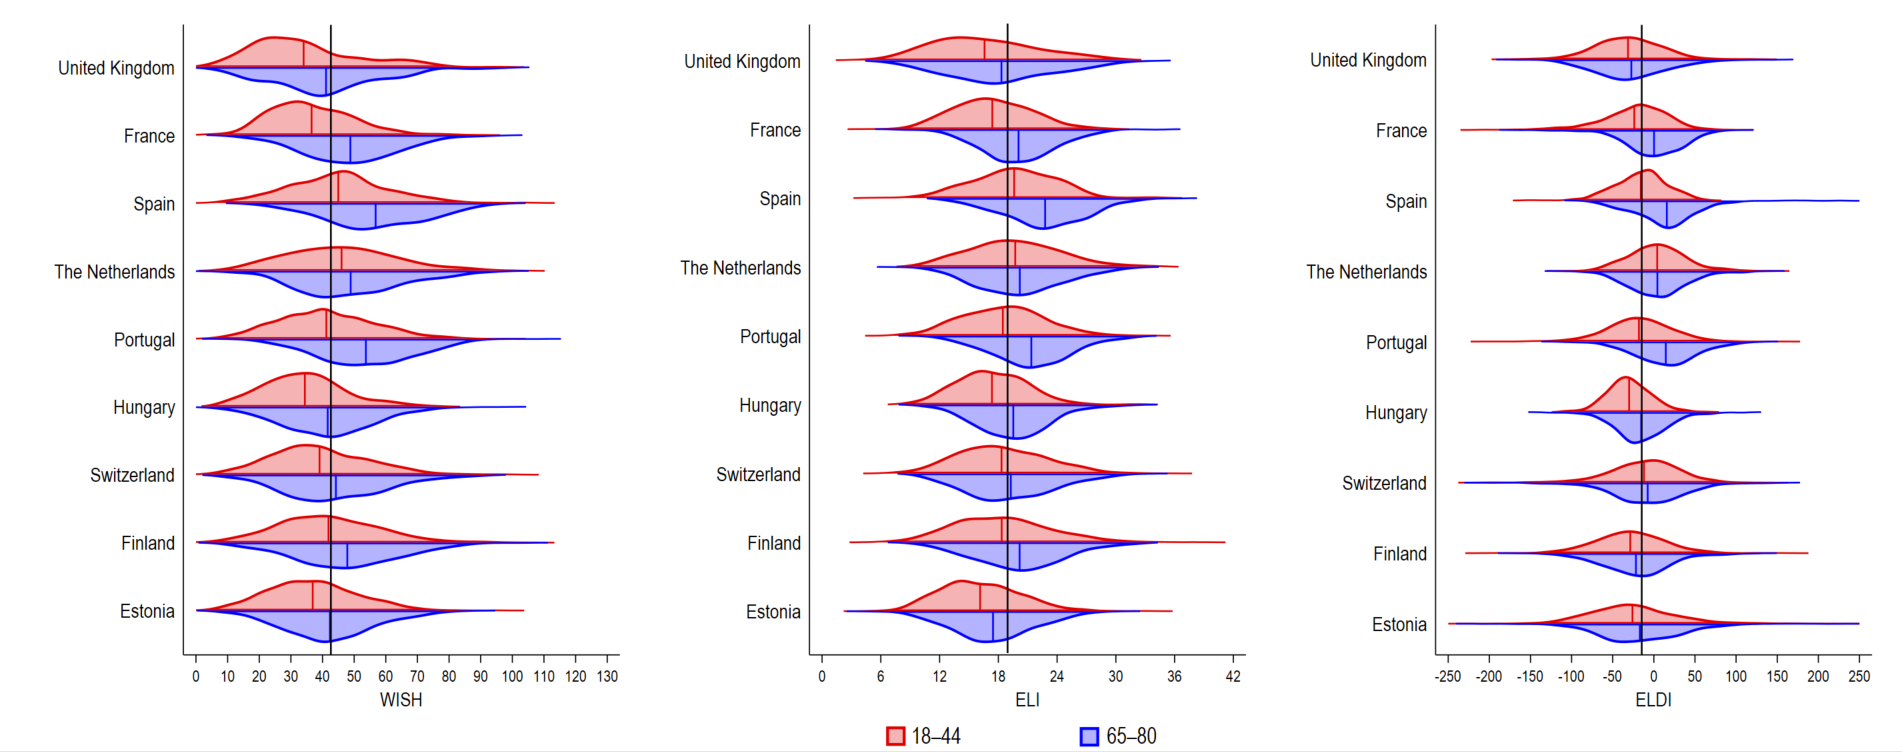 United Kingdom
France
Spain
The Netherlands
Portugal
Hungary
Switzerland
Finland
Estonia
0 10 20 30 40 50 60 70 80 90 100 110 120 130
WISH
United Kingdom
France
Spain
The Netherlands
Portugal
Hungary
Switzerland
Finland
Estonia
0 6 12 18 24 30 36 42
ELI
United Kingdom
France
Spain
The Netherlands
Portugal
Hungary
Switzerland
Finland
Estonia
-250 -200 -150 -100 -50 0 50 100 150 200 250
ELDI
18–44 65–80